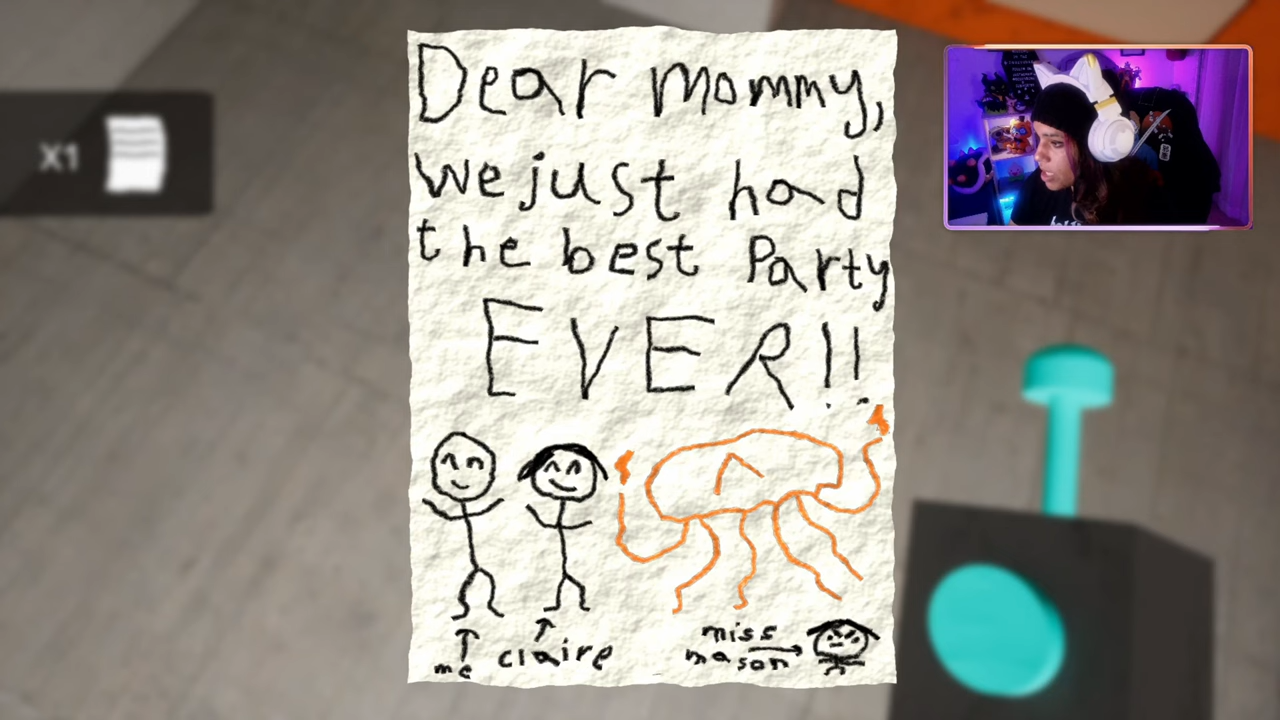 X1
Dear mommy,
we just had
the best Party
EVER!!
me
claire
miss
mason